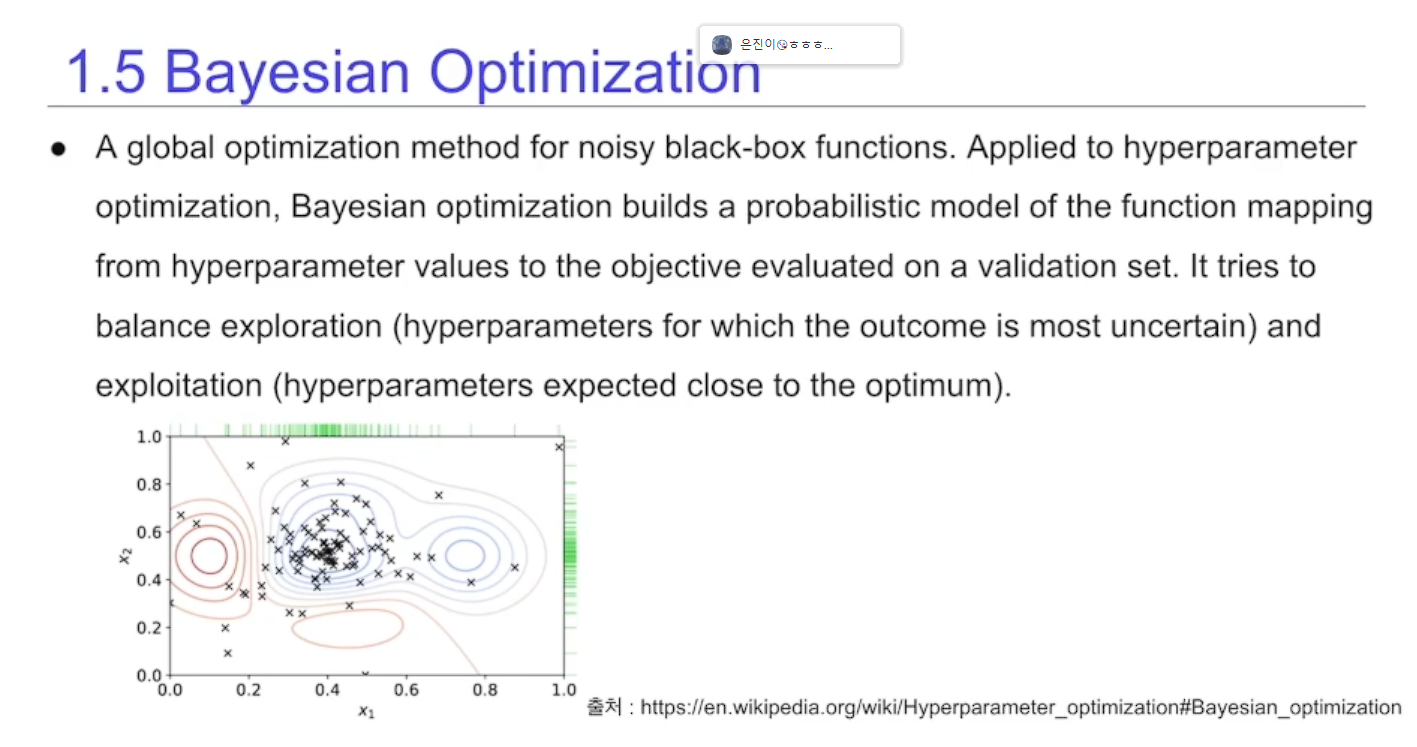 은진이😘ㅎㅎㅎ...
1.5 Bayesian Optimization
● A global optimization method for noisy black-box functions. Applied to hyperparameter
optimization, Bayesian optimization builds a probabilistic model of the function mapping
from hyperparameter values to the objective evaluated on a validation set. It tries to
balance exploration (hyperparameters for which the outcome is most uncertain) and
exploitation (hyperparameters expected close to the optimum).
1.0
0.8
0.6
x₂
0.4
0.2
0.0
0.0 0.2 0.4 0.6 0.8 1.0
x₁
출처 : https://en.wikipedia.org/wiki/Hyperparameter_optimization#Bayesian_optimization